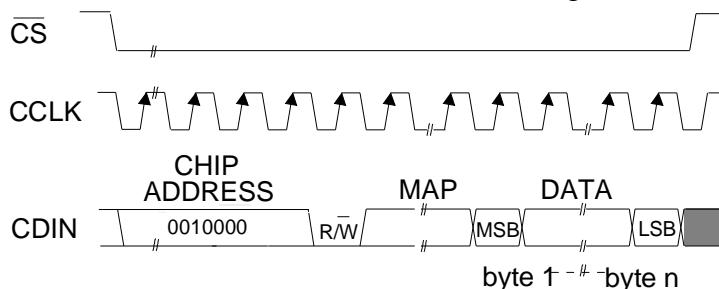 CS
CCLK
CHIP
ADDRESS
MAP
DATA
CDIN
0010000
R/W
MSB
LSB
byte 1
byte n